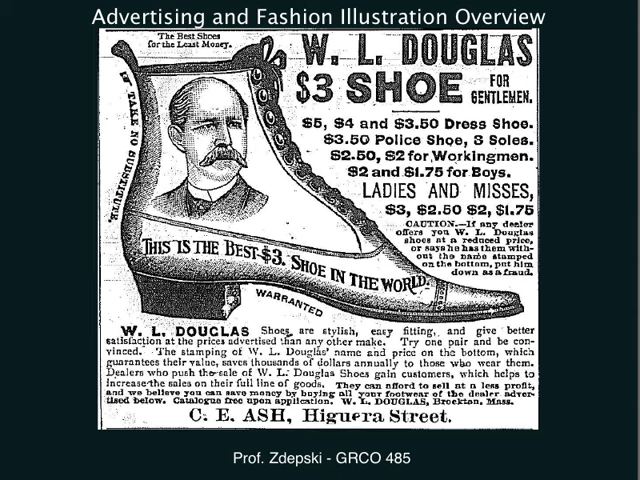 Advertising and Fashion Illustration Overview
The Best Shoes
for the Least Money.
W. L. DOUGLAS
$3 SHOE FOR
GENTLEMEN.
$5, $4 and $3.50 Dress Shoe.
$3.50 Police Shoe, 3 Soles.
$2.50, $2 for Workingmen.
$2 and $1.75 for Boys.
LADIES AND MISSES,
$3, $2.50 $2, $1.75
CAUTION.—If any dealer
offers you W. L. Douglas
shoes at a reduced price,
or says he has them with-
out the name stamped
on the bottom, put him
down as a fraud.
TAKE NO SUBSTITUTE.
THIS IS THE BEST $3. SHOE IN THE WORLD.
WARRANTED
W. L. DOUGLAS Shoes are stylish, easy fitting, and give better
satisfaction at the prices advertised than any other make. Try one pair and be con-
vinced. The stamping of W. L. Douglas' name and price on the bottom, which
guarantees their value, saves thousands of dollars annually to those who wear them.
Dealers who push the sale of W. L. Douglas Shoes gain customers, which helps to
increase the sales on their full line of goods. They can afford to sell at a less profit,
and we believe you can save money by buying all your footwear of the dealer adver-
tised below. Catalogue free upon application. W. L. DOUGLAS, Brockton, Mass.
C. E. ASH, Higuera Street.
Prof. Zdepski - GRCO 485